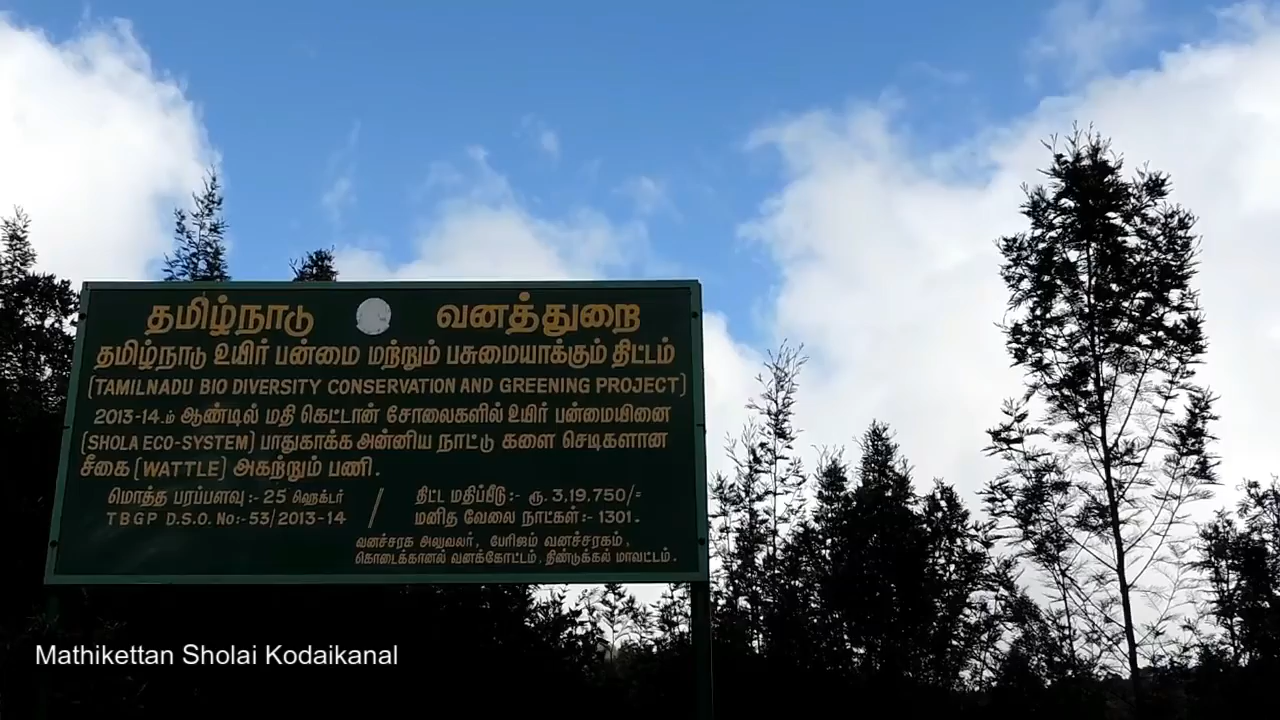 தமிழ்நாடு வனத்துறை
தமிழ்நாடு உயிர் பன்மை மற்றும் பசுமையாக்கும் திட்டம்
(TAMILNADU BIO DIVERSITY CONSERVATION AND GREENING PROJECT)
2013-14.ம் ஆண்டில் மதி கெட்டான் சோலைகளில் உயிர் பன்மையினை
(SHOLA ECO-SYSTEM) பாதுகாக்க அன்னிய நாட்டு களை செடிகளான
சீகை (WATTLE) அகற்றும் பணி.
மொத்த பரப்பளவு :- 25 ஹெக்டர் / திட்ட மதிப்பீடு :- ரூ. 3,19,750/=
TBGP D.S.O. No:-53/2013-14 மனித வேலை நாட்கள் :- 1301.
வனச்சரக அலுவலர், பேரிஜம் வனச்சரகம்,
கொடைக்கானல் வனக்கோட்டம், திண்டுக்கல் மாவட்டம்.
Mathikettan Sholai Kodaikanal